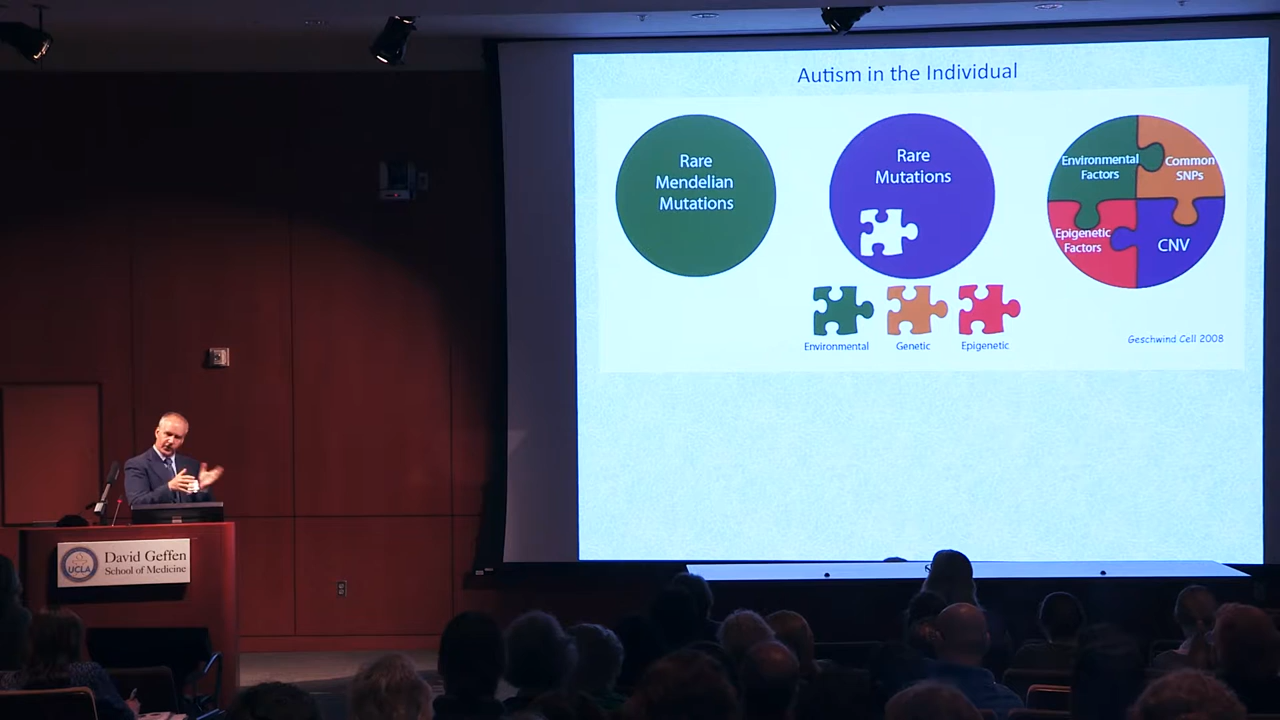 Autism in the Individual
Rare
Mendelian
Mutations
Rare
Mutations
Environmental
Genetic
Epigenetic
Environmental
Factors
Common
SNPs
Epigenetic
Factors
CNV
Geschwind Cell 2008
UCLA
David Geffen
School of Medicine